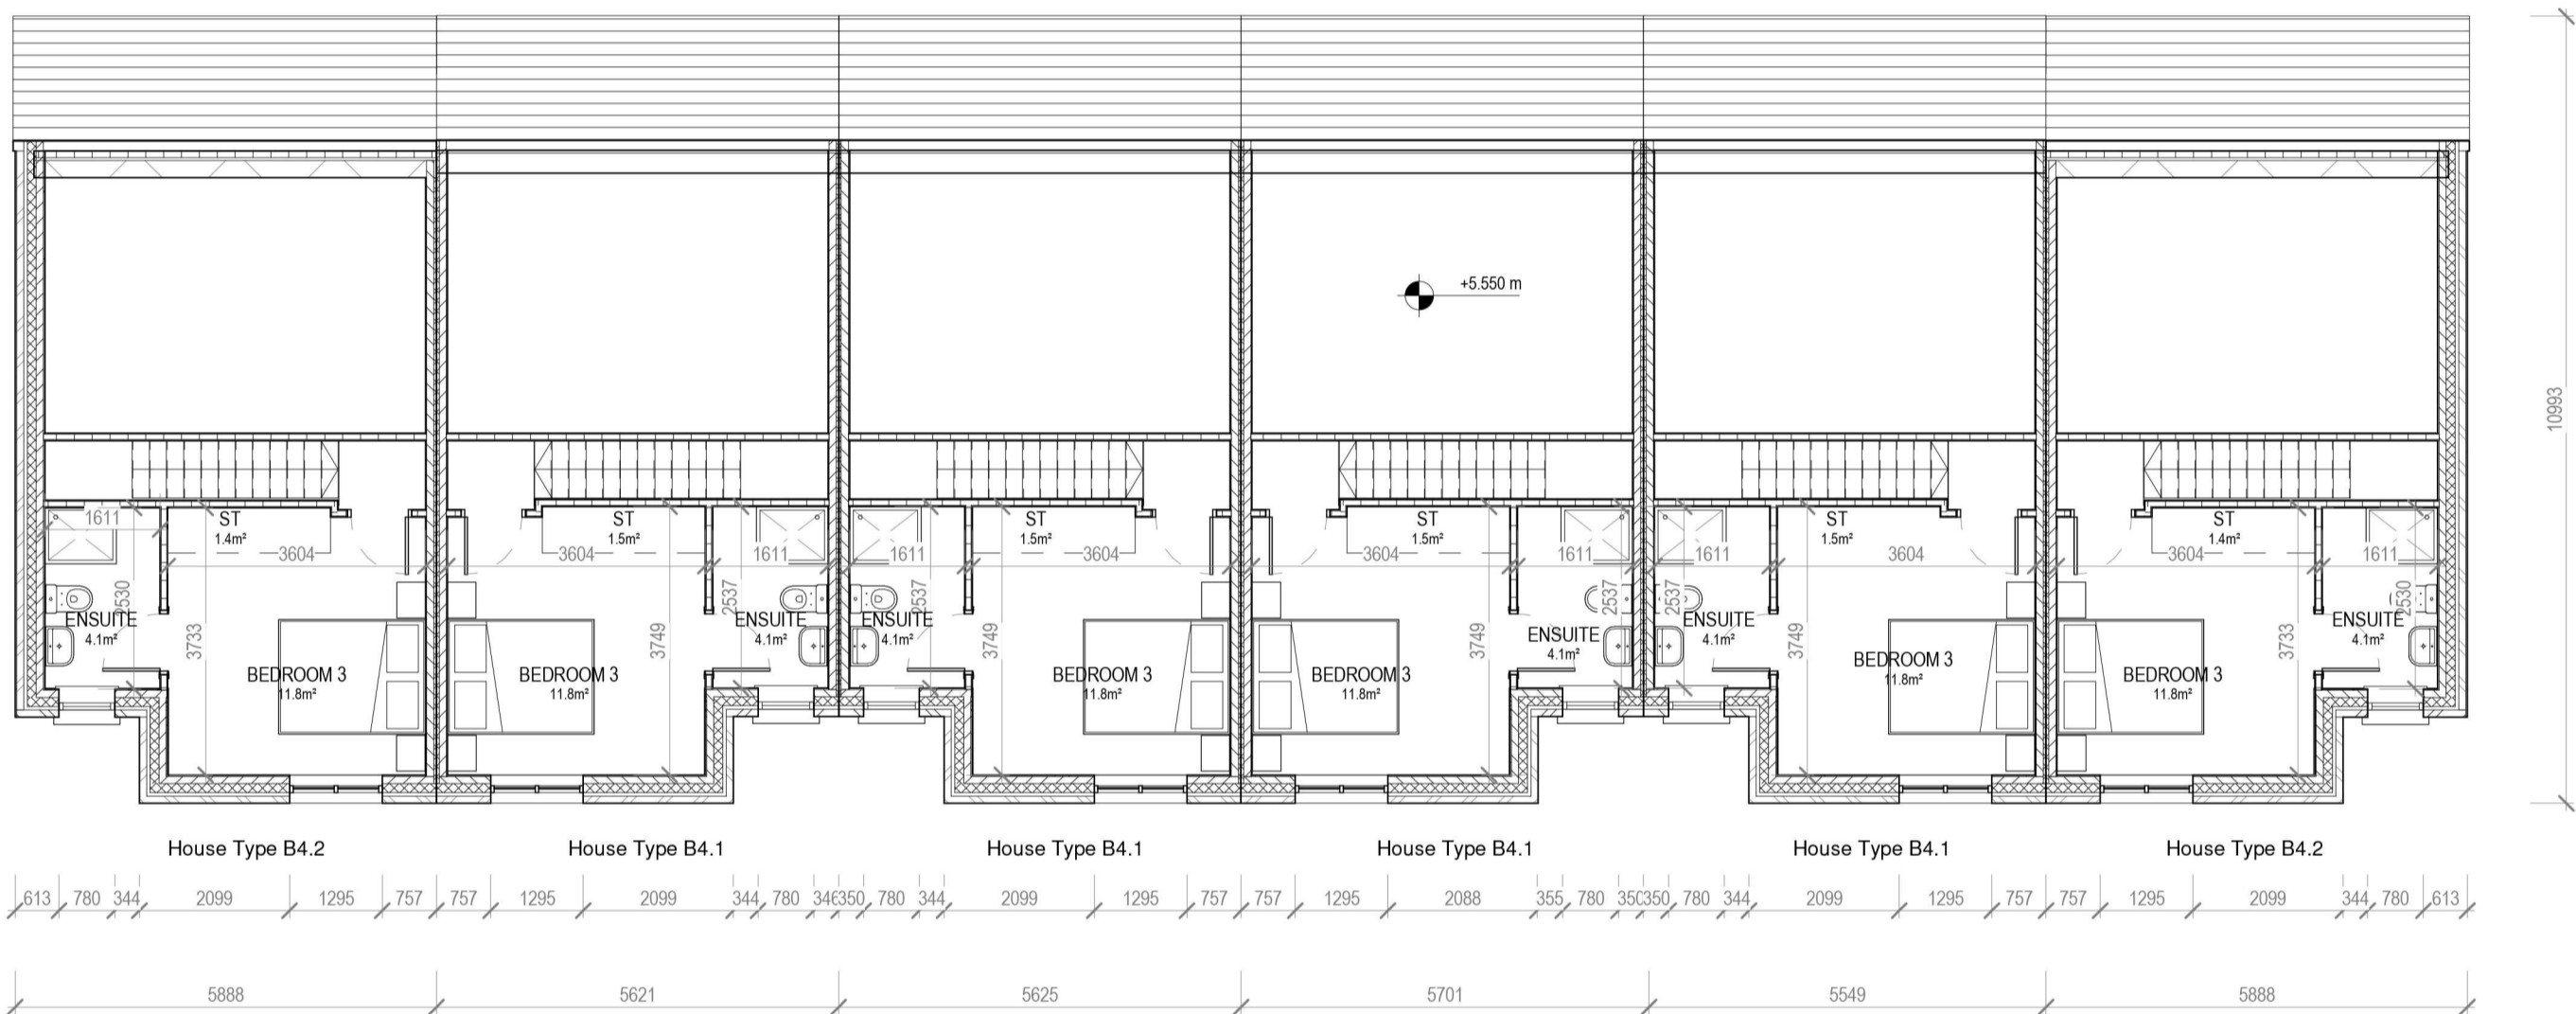 +5.550 m
10993
ST
1.4m²
1611
3604
2530
3733
ENSUITE
4.1m²
BEDROOM 3
11.8m²
ST
1.5m²
3604
1611
2537
3749
ENSUITE
4.1m²
BEDROOM 3
11.8m²
ST
1.5m²
1611
3604
2537
3749
ENSUITE
4.1m²
BEDROOM 3
11.8m²
ST
1.5m²
3604
1611
2537
3749
ENSUITE
4.1m²
BEDROOM 3
11.8m²
ST
1.5m²
1611
3604
2537
3749
ENSUITE
4.1m²
BEDROOM 3
11.8m²
ST
1.4m²
3604
1611
2530
3733
ENSUITE
4.1m²
BEDROOM 3
11.8m²
House Type B4.2 House Type B4.1 House Type B4.1 House Type B4.1 House Type B4.1 House Type B4.2
613 780 344 2099 1295 757 757 1295 2099 344 780 346 350 780 344 2099 1295 757 757 1295 2088 355 780 350 350 780 344 2099 1295 757 757 1295 2099 344 780 613
5888 5621 5625 5701 5549 5888